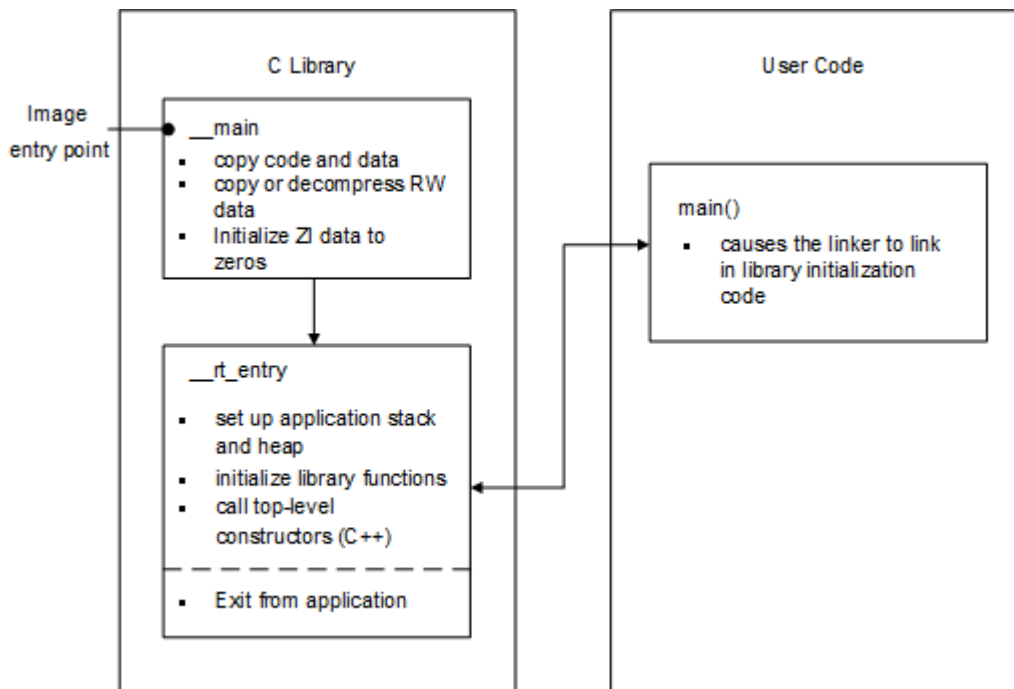 C Library
User Code
Image
entry point
__main
▪ copy code and data
▪ copy or decompress RW
data
▪ Initialize ZI data to
zeros
main()
▪ causes the linker to link
in library initialization
code
__rt_entry
▪ set up application stack
and heap
▪ initialize library functions
▪ call top-level
constructors (C++)
▪ Exit from application